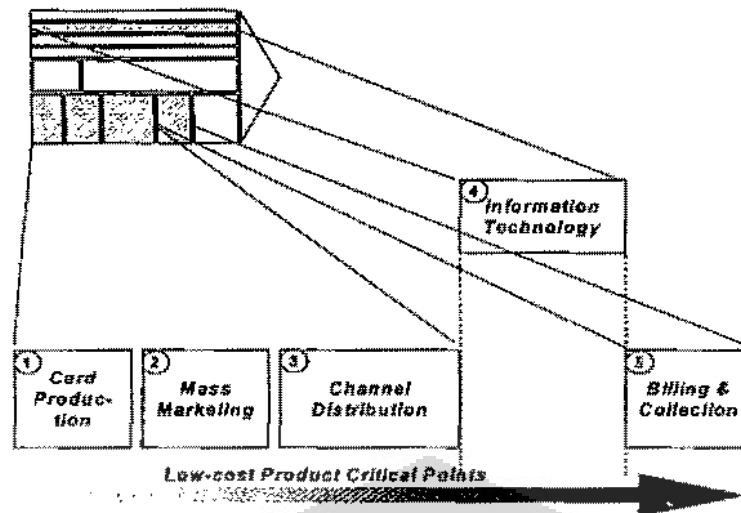 4
Information
Technology
1
Card
Produc-
tion
2
Mass
Marketing
3
Channel
Distribution
5
Billing &
Collection
Low-cost Product Critical Points